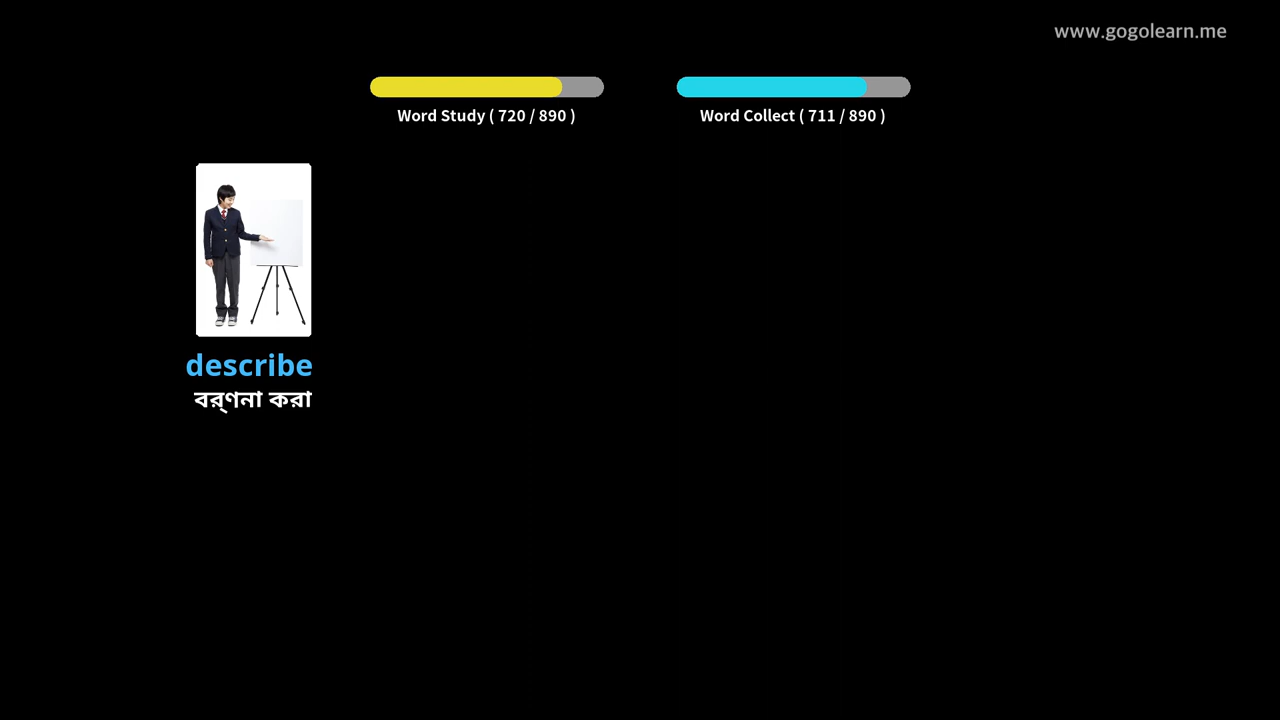 www.gogolearn.me
Word Study ( 720 / 890 )
Word Collect ( 711 / 890 )
describe
বর্ণনা করা